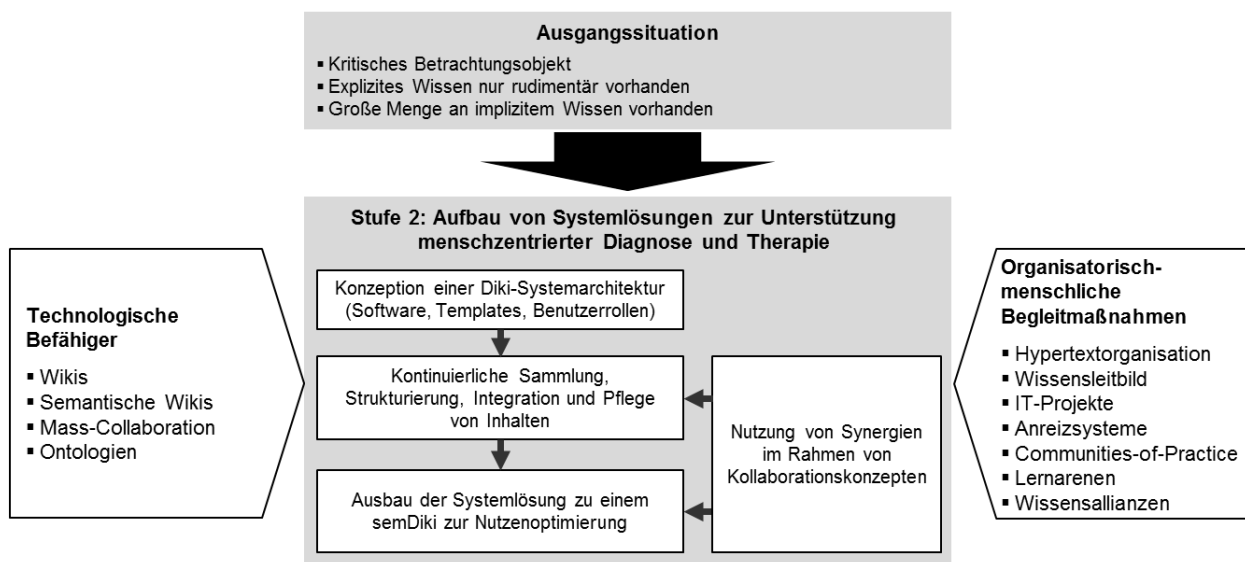 Ausgangssituation
▪ Kritisches Betrachtungsobjekt
▪ Explizites Wissen nur rudimentär vorhanden
▪ Große Menge an implizitem Wissen vorhanden
Stufe 2: Aufbau von Systemlösungen zur Unterstützung
menschzentrierter Diagnose und Therapie
Technologische
Befähiger
▪ Wikis
▪ Semantische Wikis
▪ Mass-Collaboration
▪ Ontologien
Konzeption einer Diki-Systemarchitektur
(Software, Templates, Benutzerrollen)
Kontinuierliche Sammlung,
Strukturierung, Integration und Pflege
von Inhalten
Ausbau der Systemlösung zu einem
semDiki zur Nutzenoptimierung
Nutzung von Synergien
im Rahmen von
Kollaborationskonzepten
Organisatorisch-
menschliche
Begleitmaßnahmen
▪ Hypertextorganisation
▪ Wissensleitbild
▪ IT-Projekte
▪ Anreizsysteme
▪ Communities-of-Practice
▪ Lernarenen
▪ Wissensallianzen